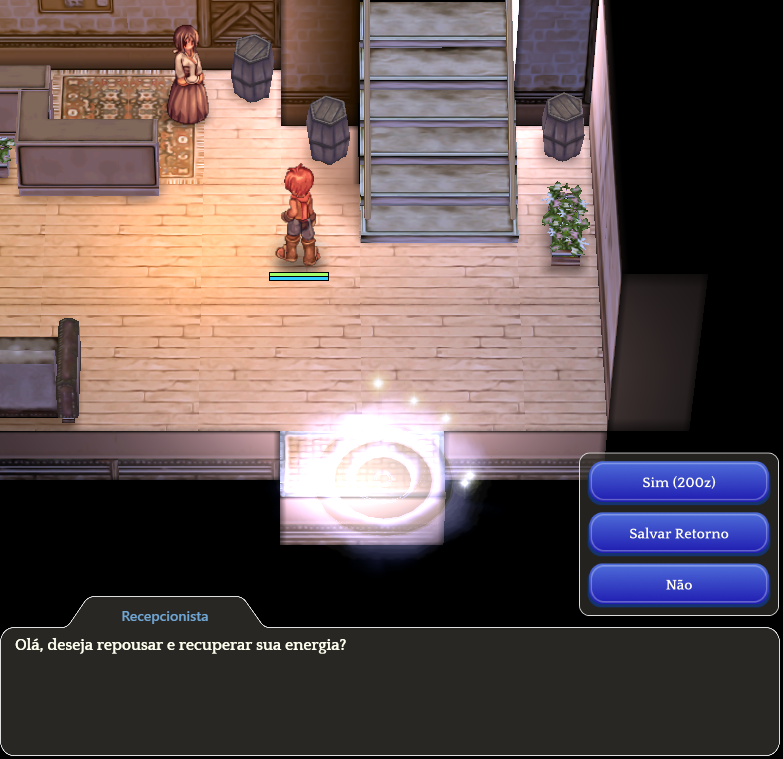 Sim (200z)
Salvar Retorno
Não
Recepcionista
Olá, deseja repousar e recuperar sua energia?